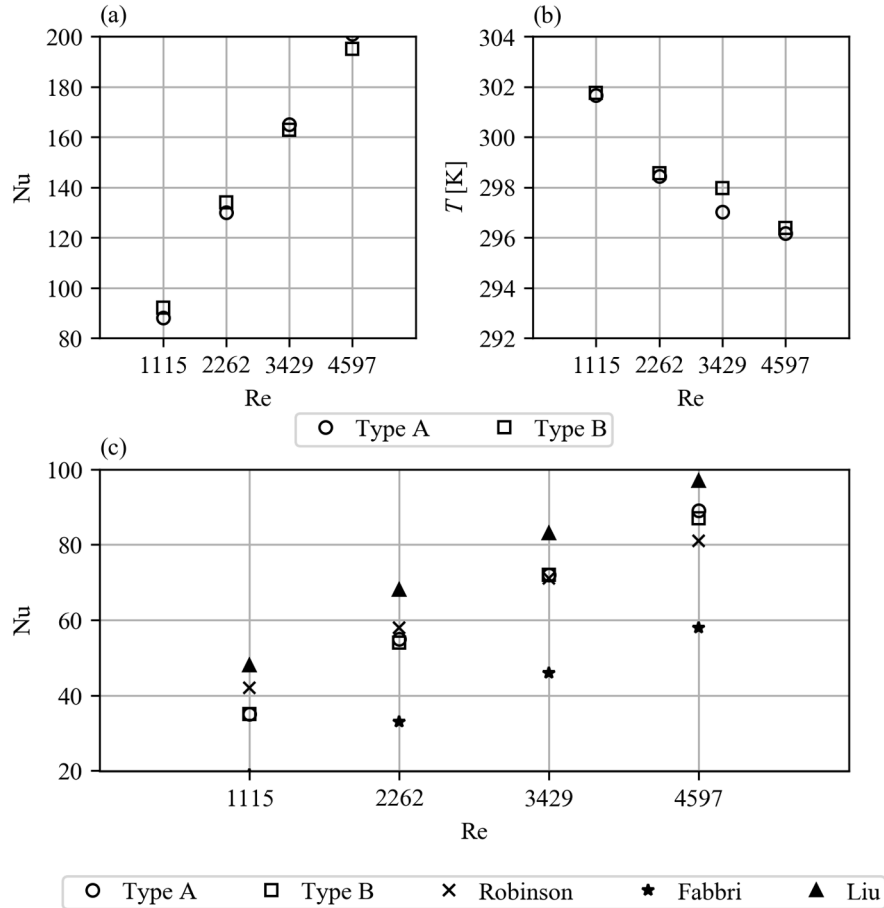 (a)
200
180
160
140
120
100
80
Nu
1115 2262 3429 4597
Re
(b)
304
302
300
298
296
294
292
T [K]
1115 2262 3429 4597
Re
Type A Type B
(c)
100
80
60
40
20
Nu
1115 2262 3429 4597
Re
Type A Type B Robinson Fabbri Liu